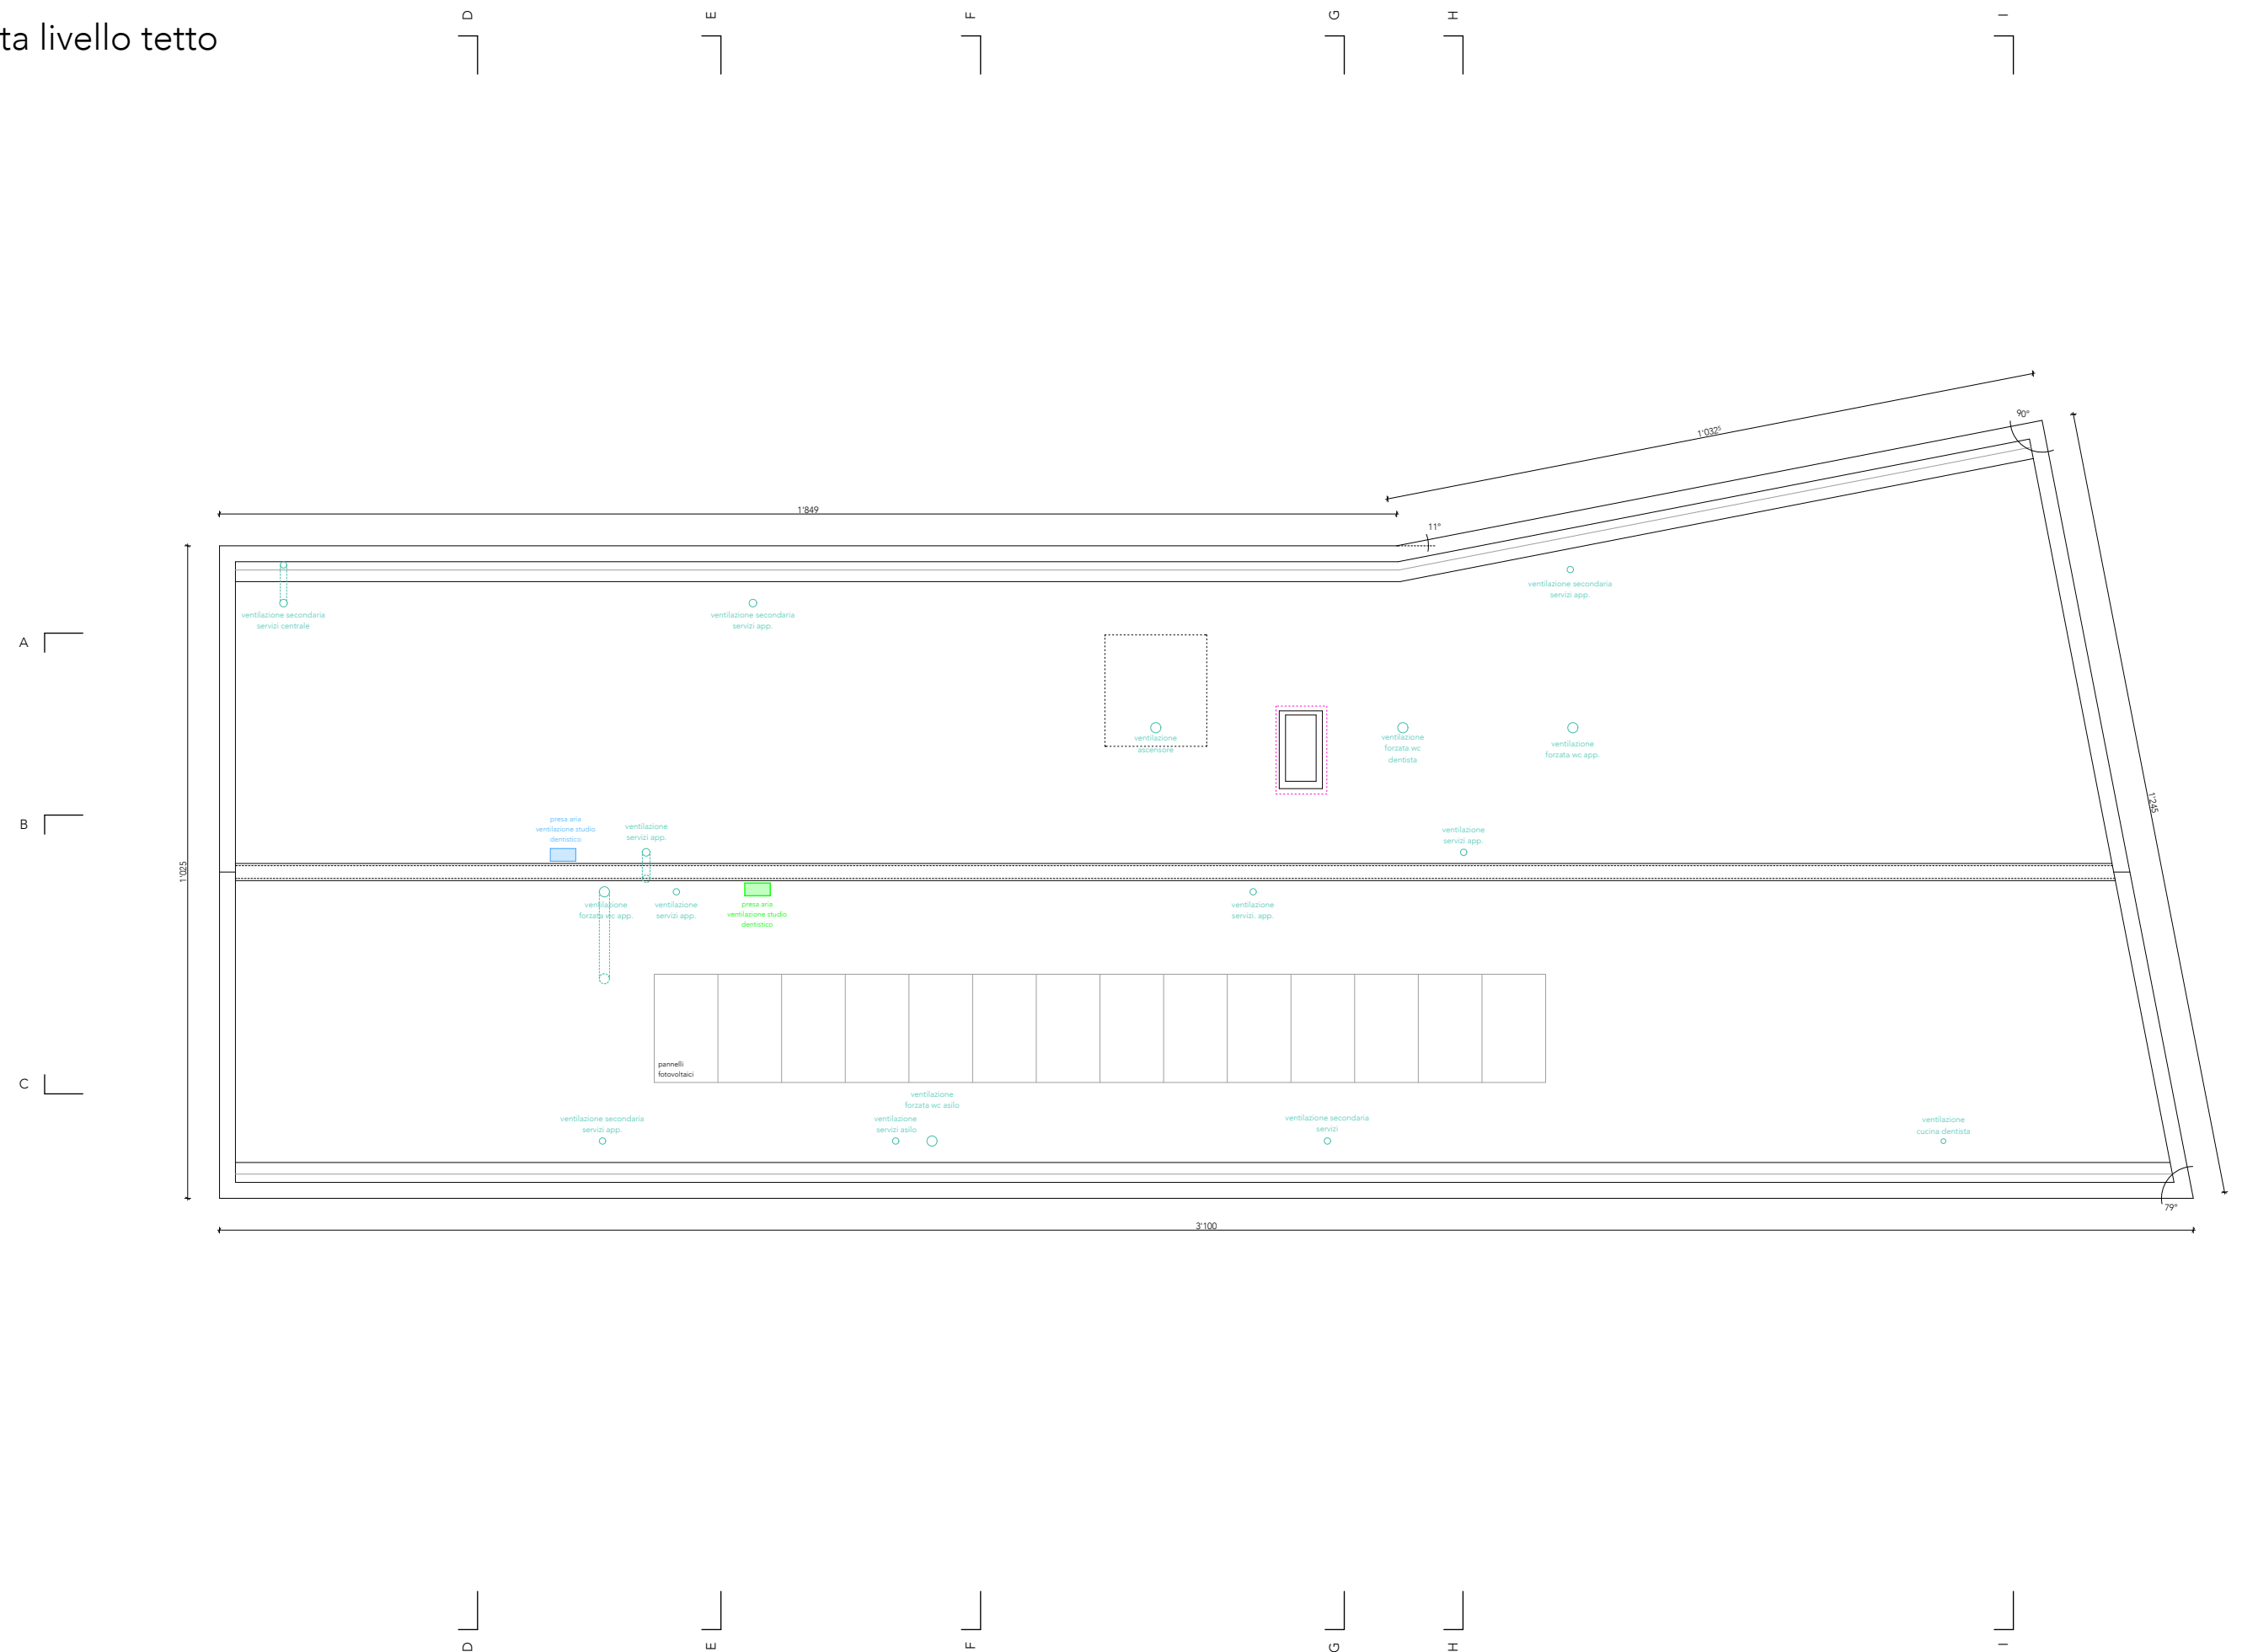 D E F G H I
ta livello tetto
90°
1'032⁵
11°
1'849
ventilazione secondaria
servizi app.
ventilazione secondaria
servizi centrale
ventilazione secondaria
servizi app.
A
ventilazione
ascensore
ventilazione
forzata wc
dentista
ventilazione
forzata wc app.
1'245
B
presa aria
ventilazione studio
dentistico
ventilazione
servizi app.
ventilazione
servizi app.
1'025
ventilazione
forzata wc app.
ventilazione
servizi app.
presa aria
ventilazione studio
dentistico
ventilazione
servizi. app.
pannelli
fotovoltaici
C
ventilazione
forzata wc asilo
ventilazione secondaria
servizi app.
ventilazione
servizi asilo
ventilazione secondaria
servizi
ventilazione
cucina dentista
79°
3'100
D E F G H I